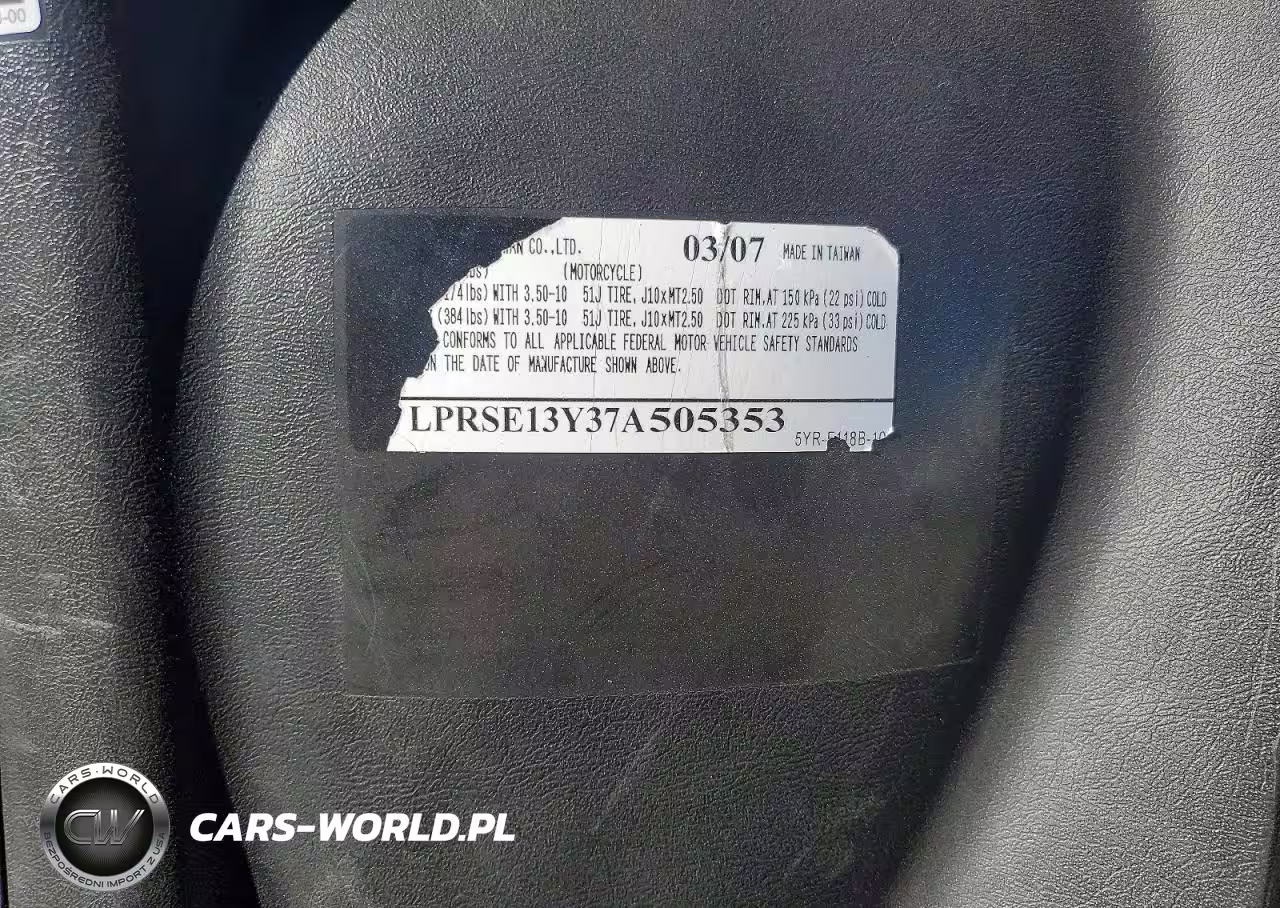 -00
CO.,LTD. 03/07 MADE IN TAIWAN
(MOTORCYCLE)
WITH 3,50-10 51J TIRE, J10xMT2.50 DOT RIM.AT 150 kPa (22 psi) COLD
(384 lbs) WITH 3,50-10 51J TIRE, J10xMT2.50 DOT RIM.AT 225 kPa (33 psi) COLD
CONFORMS TO ALL APPLICABLE FEDERAL MOTOR VEHICLE SAFETY STANDARDS
THE DATE OF MANUFACTURE SHOWN ABOVE.
LPRSE13Y37A505353
CARS-WORLD
CW
BEZPOŚREDNI IMPORT Z USA
CARS-WORLD.PL